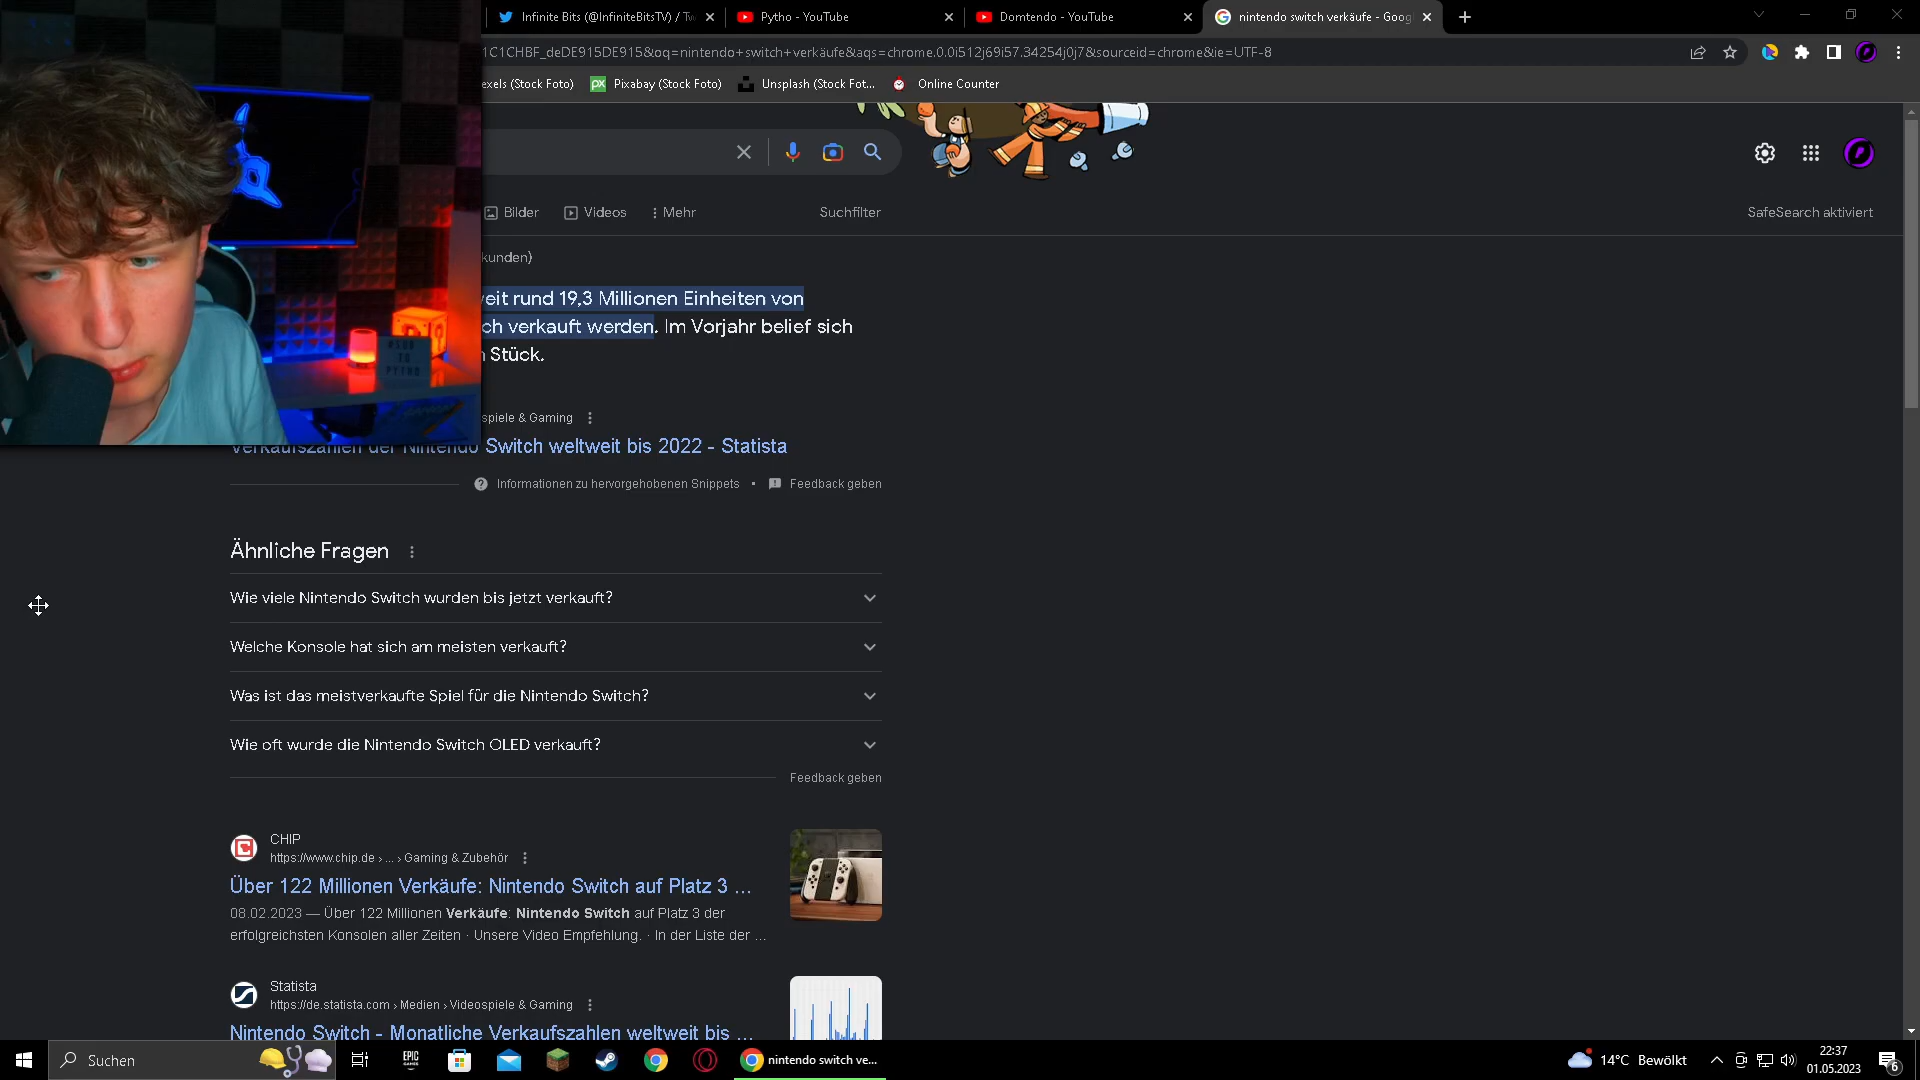 Infinite Bits (@InfiniteBitsTV) / Tw
Pytho - YouTube
Domtendo - YouTube
nintendo switch verkäufe - Goog
1C1CHBF_deDE915DE915&oq=nintendo+switch+verkäufe&aqs=chrome.0.0i512j69i57.34254j0j7&sourceid=chrome&ie=UTF-8
exels (Stock Foto)
Pixabay (Stock Foto)
Unsplash (Stock Fot...
Online Counter
Bilder
Videos
Mehr
Suchfilter
SafeSearch aktiviert
kunden)
eit rund 19,3 Millionen Einheiten von
ch verkauft werden. Im Vorjahr belief sich
Stück.
spiele & Gaming
Verkaufszahlen der Nintendo Switch weltweit bis 2022 - Statista
Informationen zu hervorgehobenen Snippets • Feedback geben
Ähnliche Fragen
Wie viele Nintendo Switch wurden bis jetzt verkauft?
Welche Konsole hat sich am meisten verkauft?
Was ist das meistverkaufte Spiel für die Nintendo Switch?
Wie oft wurde die Nintendo Switch OLED verkauft?
Feedback geben
CHIP
https://www.chip.de › ... › Gaming & Zubehör
Über 122 Millionen Verkäufe: Nintendo Switch auf Platz 3 ...
08.02.2023 — Über 122 Millionen Verkäufe: Nintendo Switch auf Platz 3 der
erfolgreichsten Konsolen aller Zeiten · Unsere Video Empfehlung. · In der Liste der ...
Statista
https://de.statista.com › Medien › Videospiele & Gaming
Nintendo Switch - Monatliche Verkaufszahlen weltweit bis ...
Suchen
EPIC GAMES
nintendo switch ve...
14°C Bewölkt
22:37
01.05.2023
6